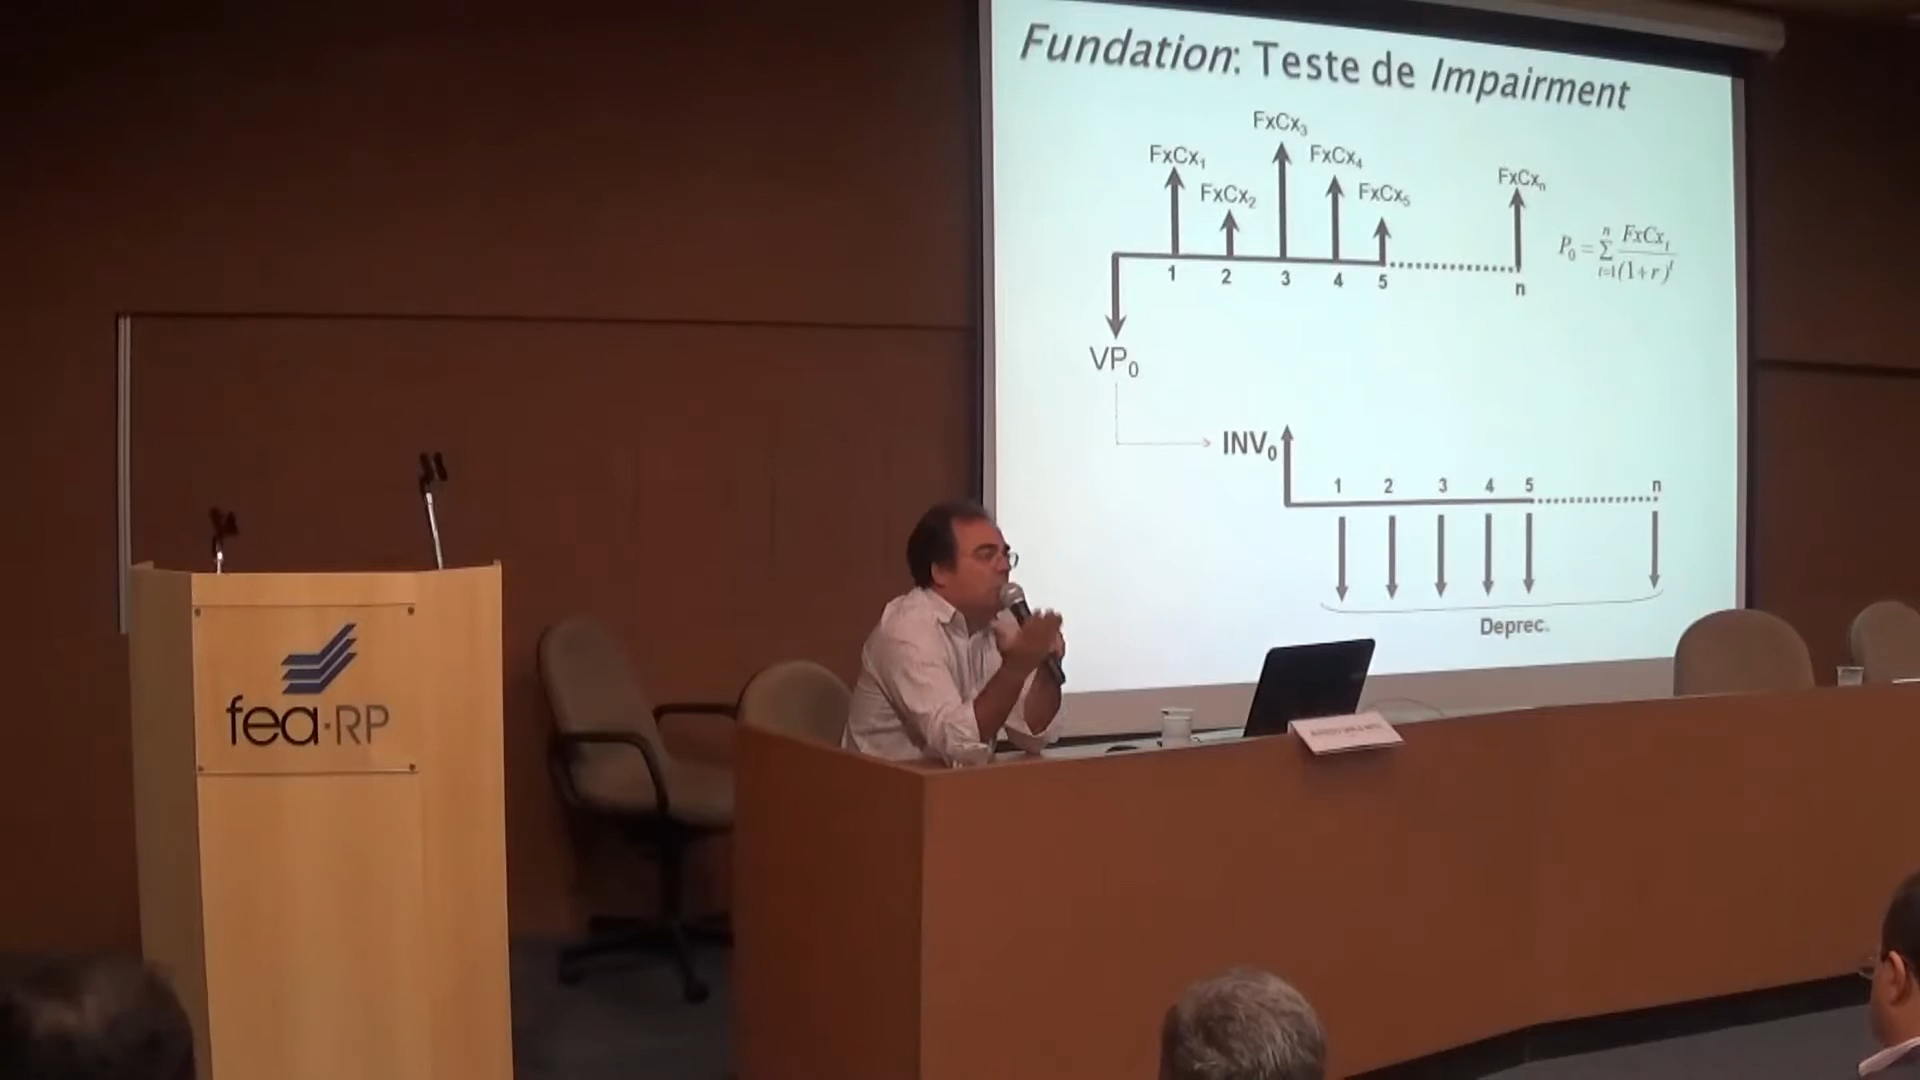 Fundation: Teste de Impairment
FxCx3
FxCx1 FxCx4
FxCx2 FxCx5 FxCxn
P0 = n Σ t=1 FxCxt (1+r)^t
1 2 3 4 5 n
VP0
INV0
1 2 3 4 5 n
Deprec.
fea·RP